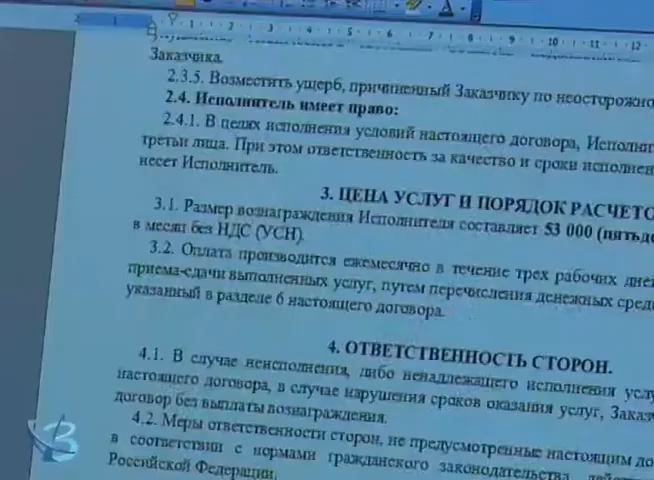 Заказчика.
2.3.5. Возместить ущерб, причиненный Заказчику по неосторожно
2.4. Исполнитель имеет право:
2.4.1. В целях исполнения условий настоящего договора, Исполнит
третьи лица. При этом ответственность за качество и сроки исполнен
несет Исполнитель.
3. ЦЕНА УСЛУГ И ПОРЯДОК РАСЧЕТО
3.1. Размер вознаграждения Исполнителя составляет 53 000 (пятьде
в месяц без НДС (УСН).
3.2. Оплата производится ежемесячно в течение трех рабочих дне
приема-сдачи выполненных услуг, путем перечисления денежных сред
указанный в разделе 6 настоящего договора.
4. ОТВЕТСТВЕННОСТЬ СТОРОН.
4.1. В случае неисполнения, либо ненадлежащего исполнения услу
настоящего договора, в случае нарушения сроков оказания услуг, Заказ
договор без выплаты вознаграждения.
4.2. Меры ответственности сторон, не предусмотренные настоящим до
в соответствии с нормами гражданского законодательства,
Российской Федерации.